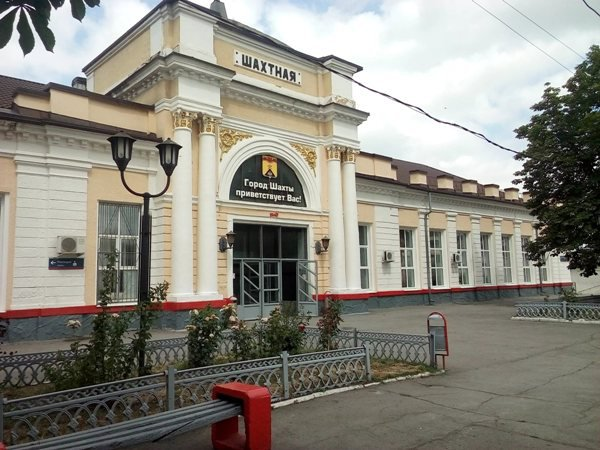 ШАХТНАЯ
Город Шахты
приветствует Вас!